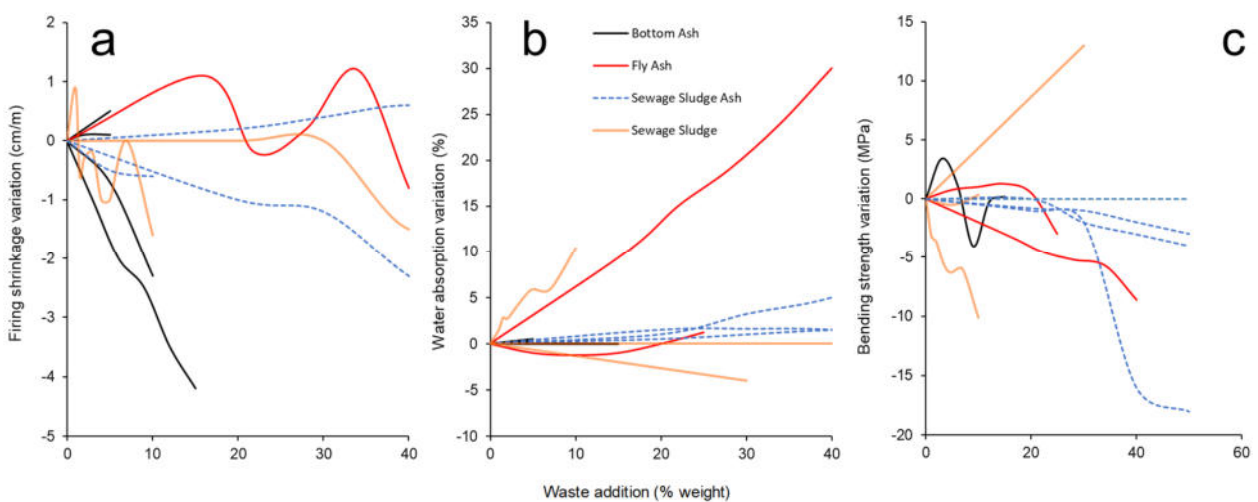 a
Firing shrinkage variation (cm/m)
2
1
0
-1
-2
-3
-4
-5
0 10 20 30 40
b
Water absorption variation (%)
35
30
25
20
15
10
5
0
-5
-10
0 10 20 30 40
Bottom Ash
Fly Ash
Sewage Sludge Ash
Sewage Sludge
c
Bending strength variation (MPa)
15
10
5
0
-5
-10
-15
-20
0 20 40 60
Waste addition (% weight)